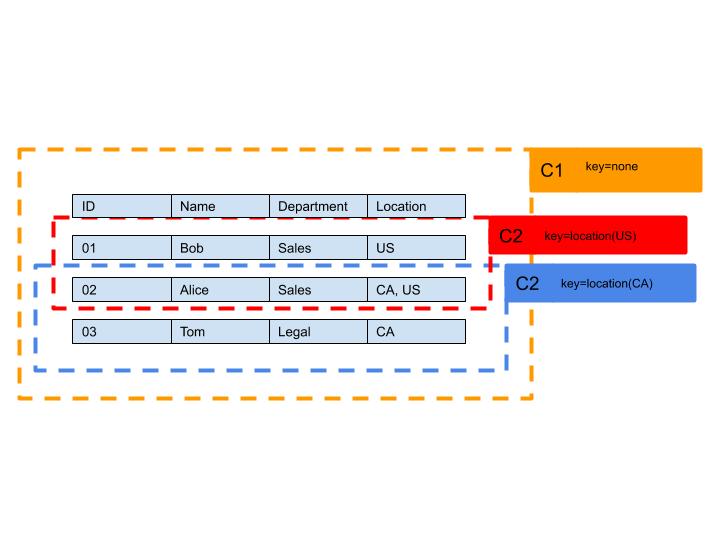 C1 key=none
ID Name Department Location
C2 key=location(US)
01 Bob Sales US
C2 key=location(CA)
02 Alice Sales CA, US
03 Tom Legal CA